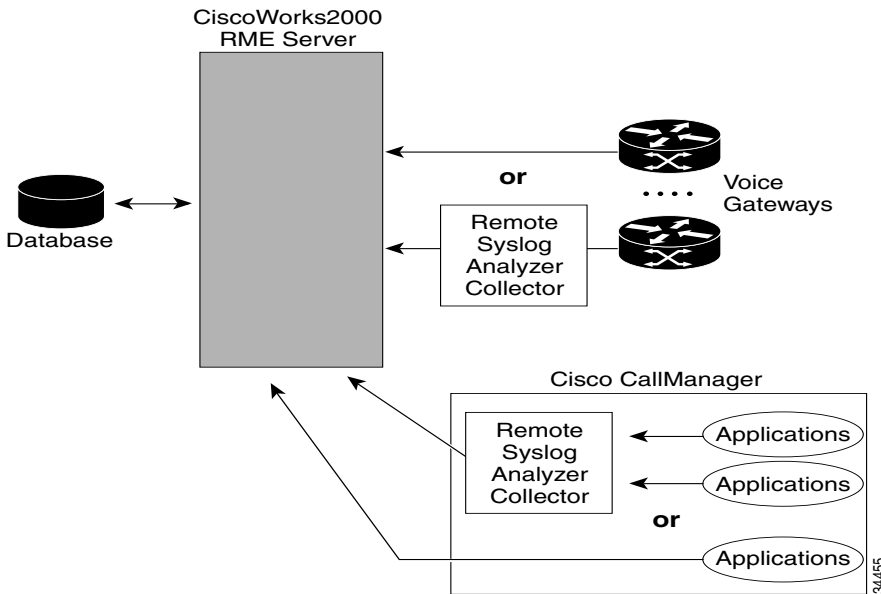 CiscoWorks2000
RME Server
or
Voice
Gateways
Database
Remote
Syslog
Analyzer
Collector
Cisco CallManager
Remote
Syslog
Analyzer
Collector
Applications
Applications
or
Applications
34455